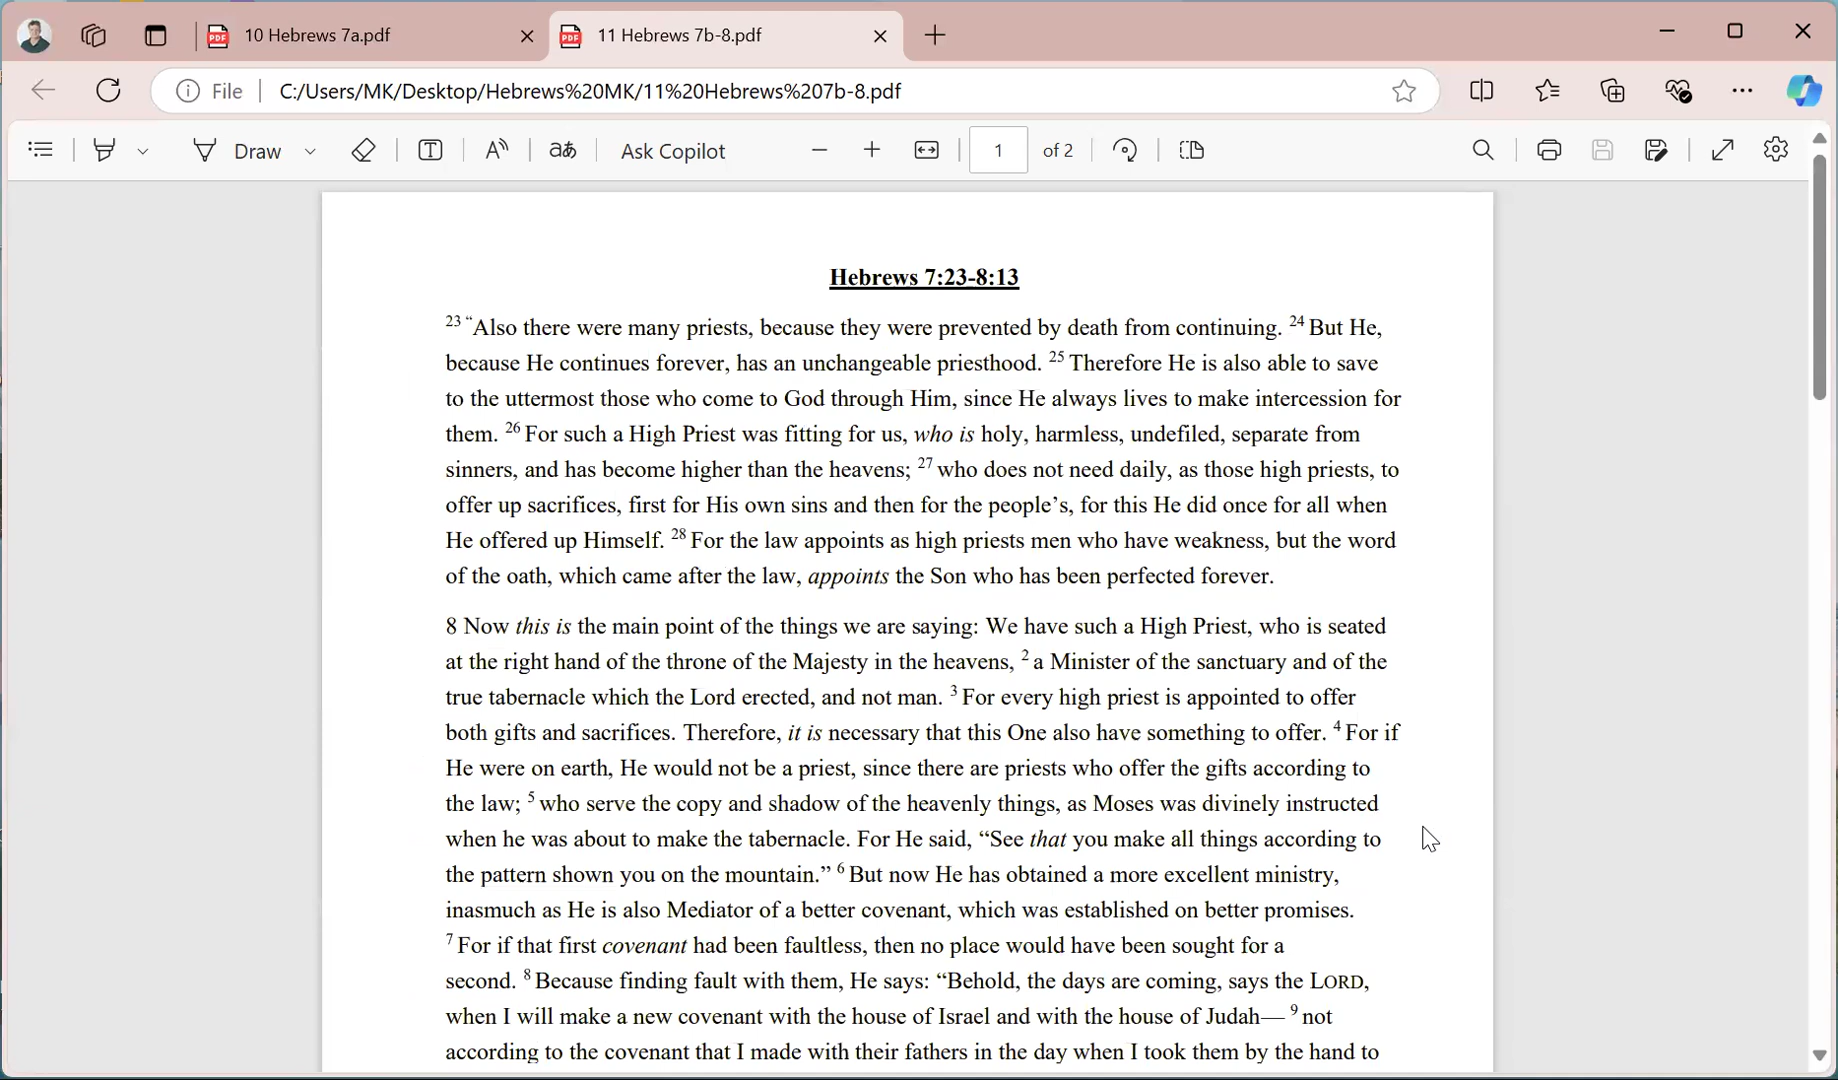 10 Hebrews 7a.pdf
11 Hebrews 7b-8.pdf
File
C:/Users/MK/Desktop/Hebrews%20MK/11%20Hebrews%207b-8.pdf
Draw
Ask Copilot
1 of 2
Hebrews 7:23-8:13
23 “Also there were many priests, because they were prevented by death from continuing. 24 But He,
because He continues forever, has an unchangeable priesthood. 25 Therefore He is also able to save
to the uttermost those who come to God through Him, since He always lives to make intercession for
them. 26 For such a High Priest was fitting for us, who is holy, harmless, undefiled, separate from
sinners, and has become higher than the heavens; 27 who does not need daily, as those high priests, to
offer up sacrifices, first for His own sins and then for the people’s, for this He did once for all when
He offered up Himself. 28 For the law appoints as high priests men who have weakness, but the word
of the oath, which came after the law, appoints the Son who has been perfected forever.
8 Now this is the main point of the things we are saying: We have such a High Priest, who is seated
at the right hand of the throne of the Majesty in the heavens, 2 a Minister of the sanctuary and of the
true tabernacle which the Lord erected, and not man. 3 For every high priest is appointed to offer
both gifts and sacrifices. Therefore, it is necessary that this One also have something to offer. 4 For if
He were on earth, He would not be a priest, since there are priests who offer the gifts according to
the law; 5 who serve the copy and shadow of the heavenly things, as Moses was divinely instructed
when he was about to make the tabernacle. For He said, “See that you make all things according to
the pattern shown you on the mountain.” 6 But now He has obtained a more excellent ministry,
inasmuch as He is also Mediator of a better covenant, which was established on better promises.
7 For if that first covenant had been faultless, then no place would have been sought for a
second. 8 Because finding fault with them, He says: “Behold, the days are coming, says the LORD,
when I will make a new covenant with the house of Israel and with the house of Judah— 9 not
according to the covenant that I made with their fathers in the day when I took them by the hand to